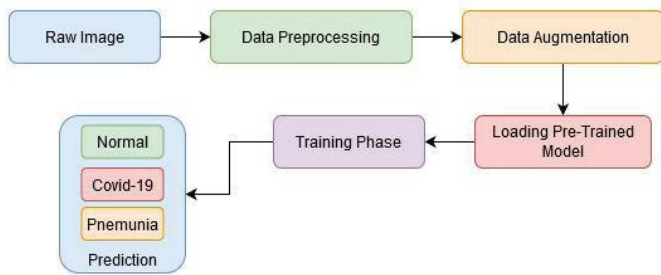 Raw Image
Data Preprocessing
Data Augmentation
Loading Pre-Trained
Model
Training Phase
Normal
Covid-19
Pnemunia
Prediction